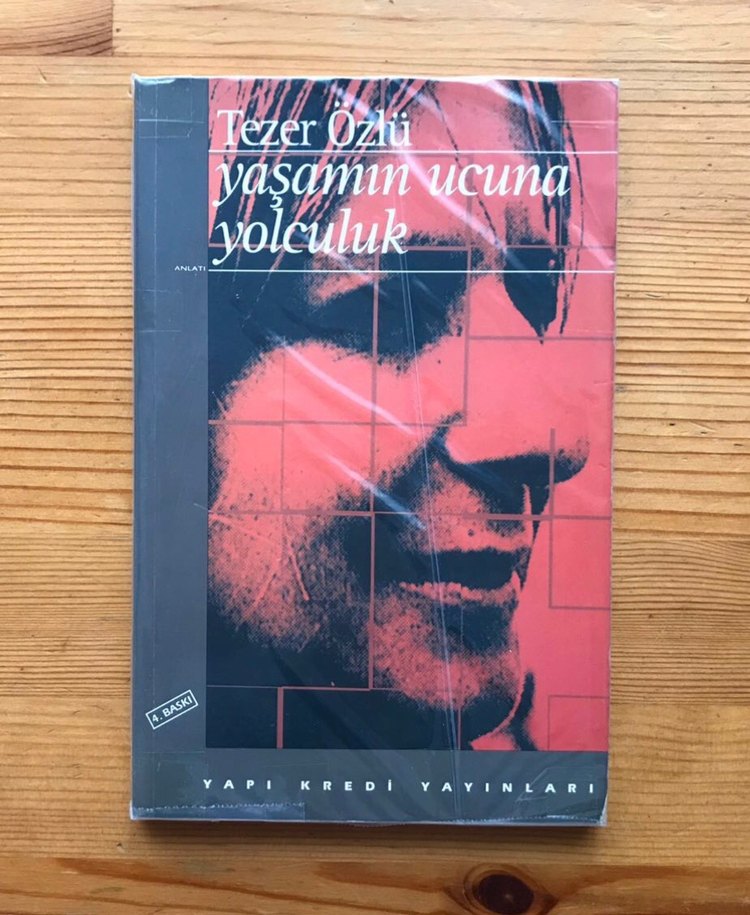 Tezer Özlü
yaşamın ucuna
yolculuk
ANLATI
4. BASKI
YAPI KREDİ YAYINLARI